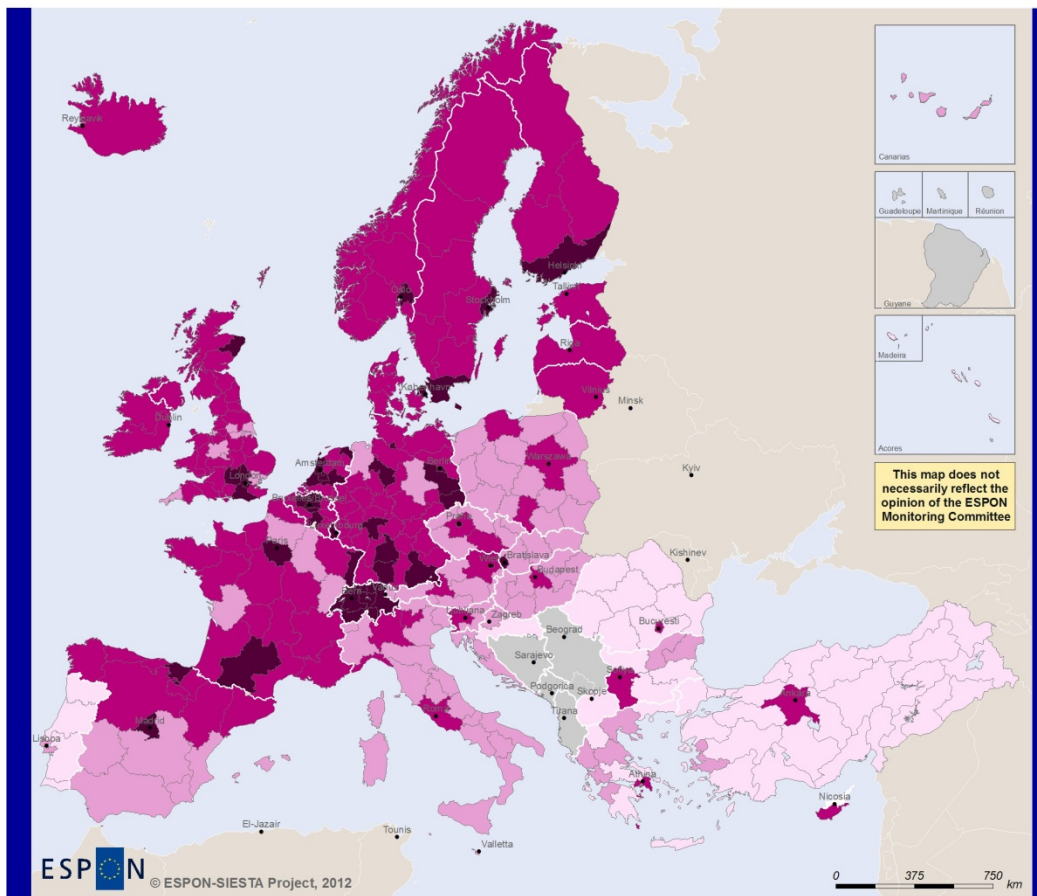 Reykjavik
Canarias
Guadeloupe
Martinique
Réunion
Guyane
Helsinki
Oslo
Stockholm
Tallinn
Riga
Madeira
København
Vilnius
Minsk
Dublin
Acores
Amsterdam
Berlin
Warszawa
London
Kyiv
This map does not
necessarily reflect the
opinion of the ESPON
Monitoring Committee
Praha
Paris
Bratislava
Kishinev
Budapest
Bern
Ljubljana
Zagreb
Bucuresti
Beograd
Sarajevo
Sofia
Podgorica
Skopje
Roma
Tirana
Ankara
Madrid
Lisboa
Athina
Nicosia
El-Jazair
Tounis
Valletta
ESPON
© ESPON-SIESTA Project, 2012
0 375 750
km